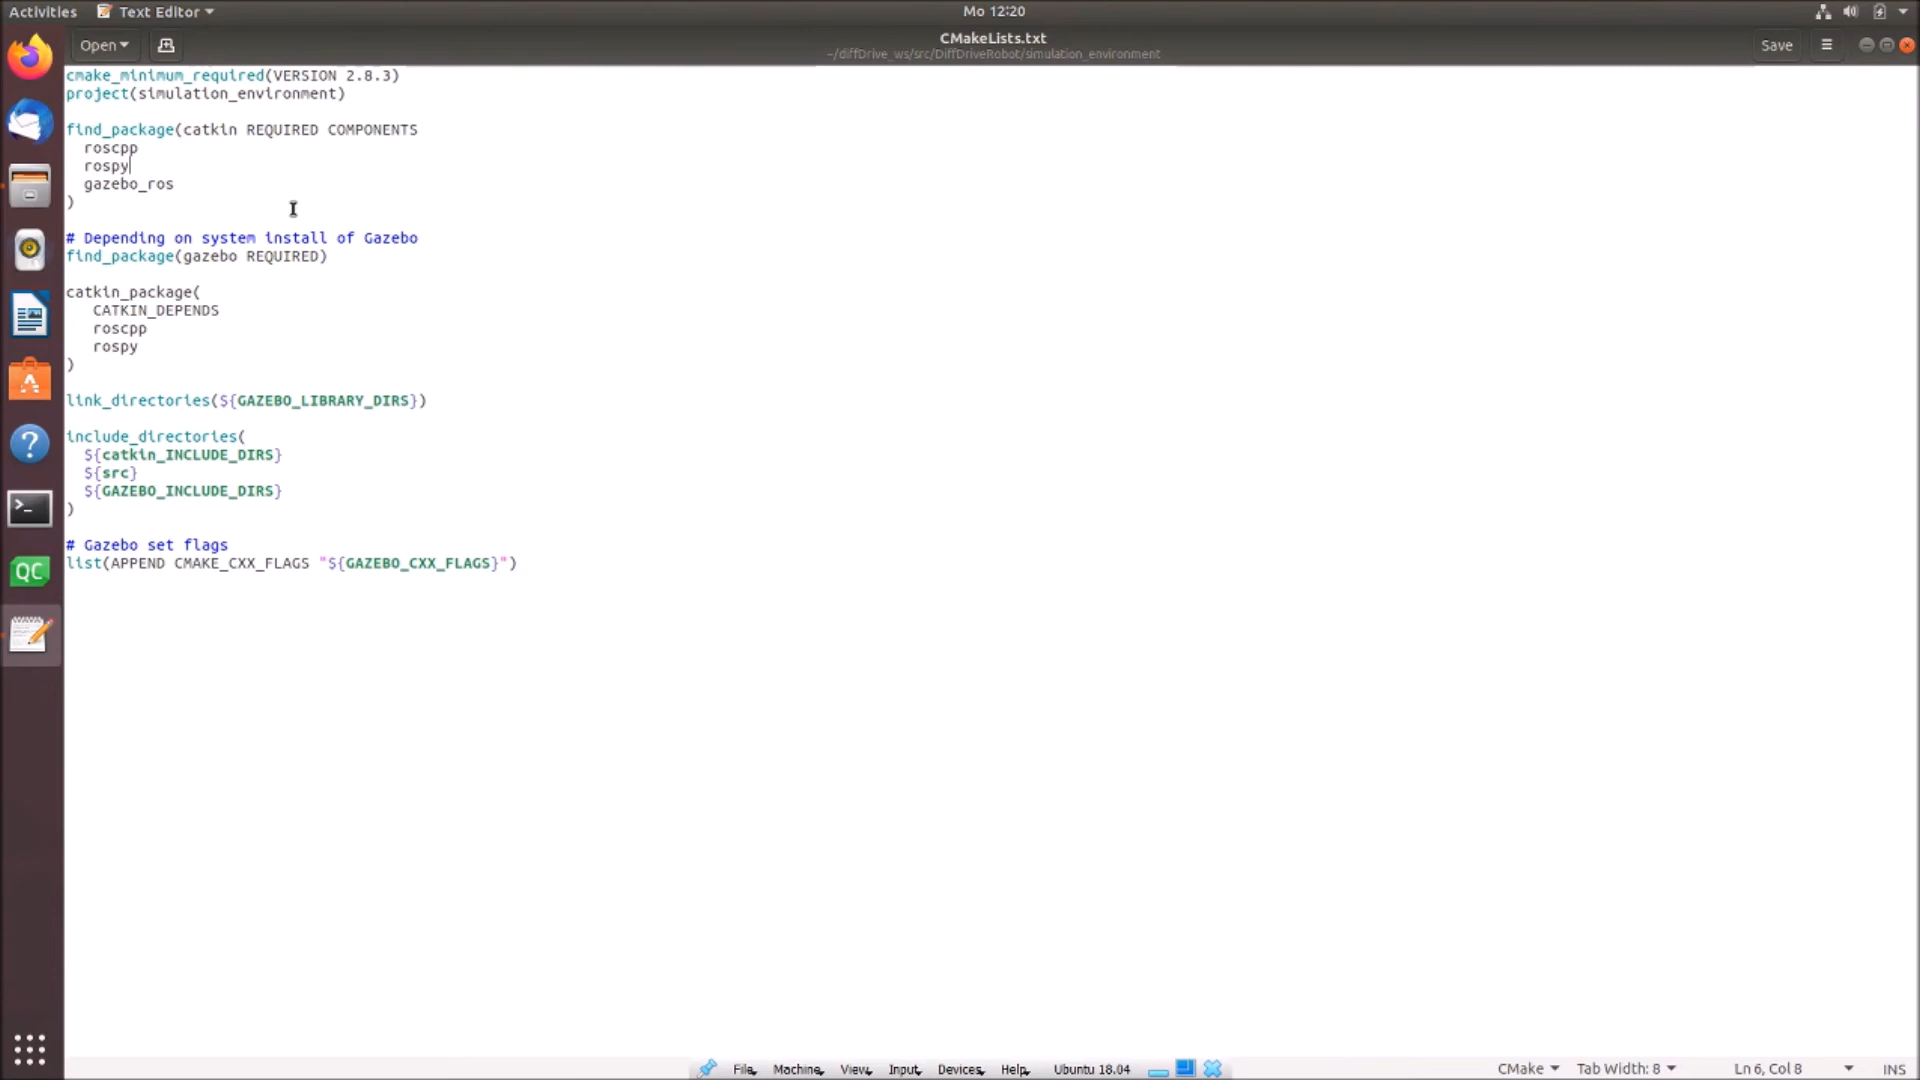 Activities Text Editor Mo 12:20
Open CMakeLists.txt Save
~/diffDrive_ws/src/DiffDriveRobot/simulation_environment
cmake_minimum_required(VERSION 2.8.3)
project(simulation_environment)
find_package(catkin REQUIRED COMPONENTS
roscpp
rospy
gazebo_ros
)
# Depending on system install of Gazebo
find_package(gazebo REQUIRED)
catkin_package(
CATKIN_DEPENDS
roscpp
rospy
)
link_directories(${GAZEBO_LIBRARY_DIRS})
include_directories(
${catkin_INCLUDE_DIRS}
${src}
${GAZEBO_INCLUDE_DIRS}
)
# Gazebo set flags
list(APPEND CMAKE_CXX_FLAGS "${GAZEBO_CXX_FLAGS}")
QC
File Machine View Input Devices Help Ubuntu 18.04 CMake Tab Width: 8 Ln 6, Col 8 INS